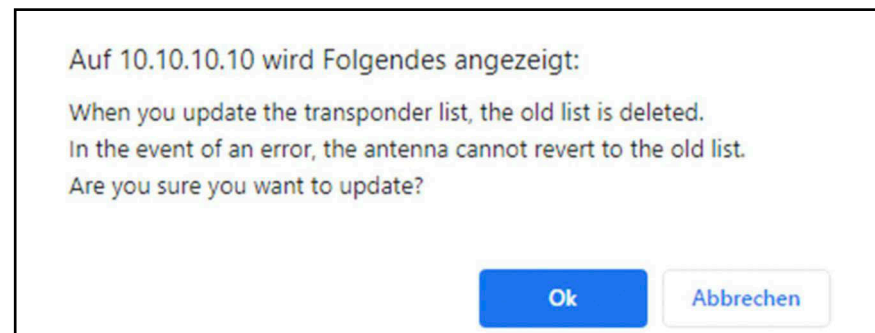 Auf 10.10.10.10 wird Folgendes angezeigt:
When you update the transponder list, the old list is deleted.
In the event of an error, the antenna cannot revert to the old list.
Are you sure you want to update?
Ok
Abbrechen